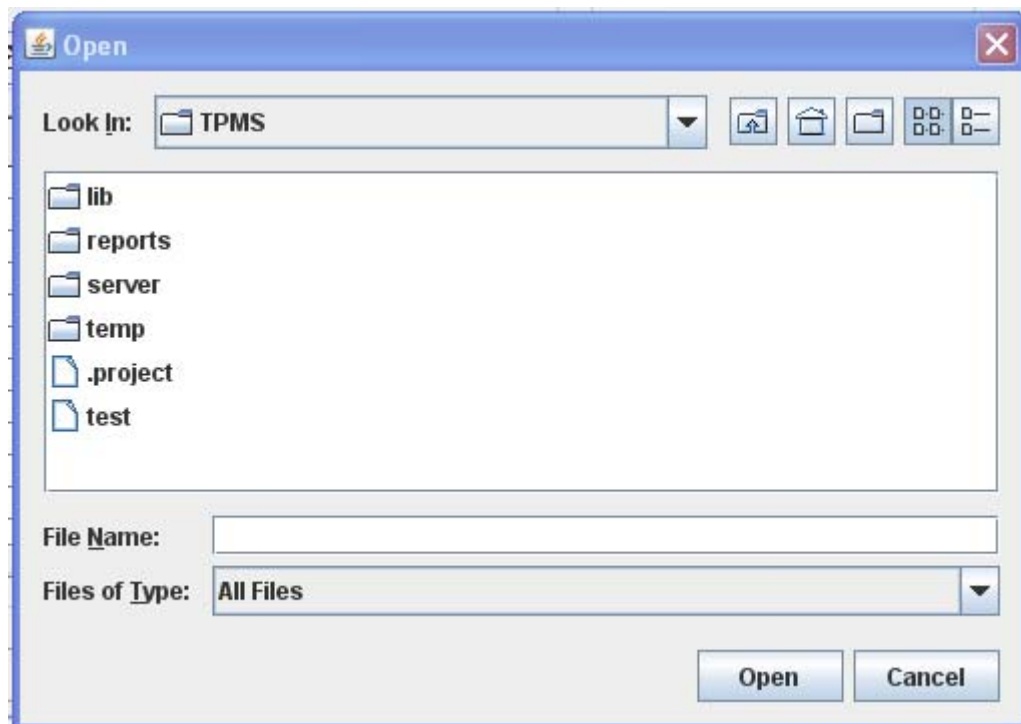 Open
Look In: TPMS
lib
reports
server
temp
.project
test
File Name:
Files of Type: All Files
Open Cancel